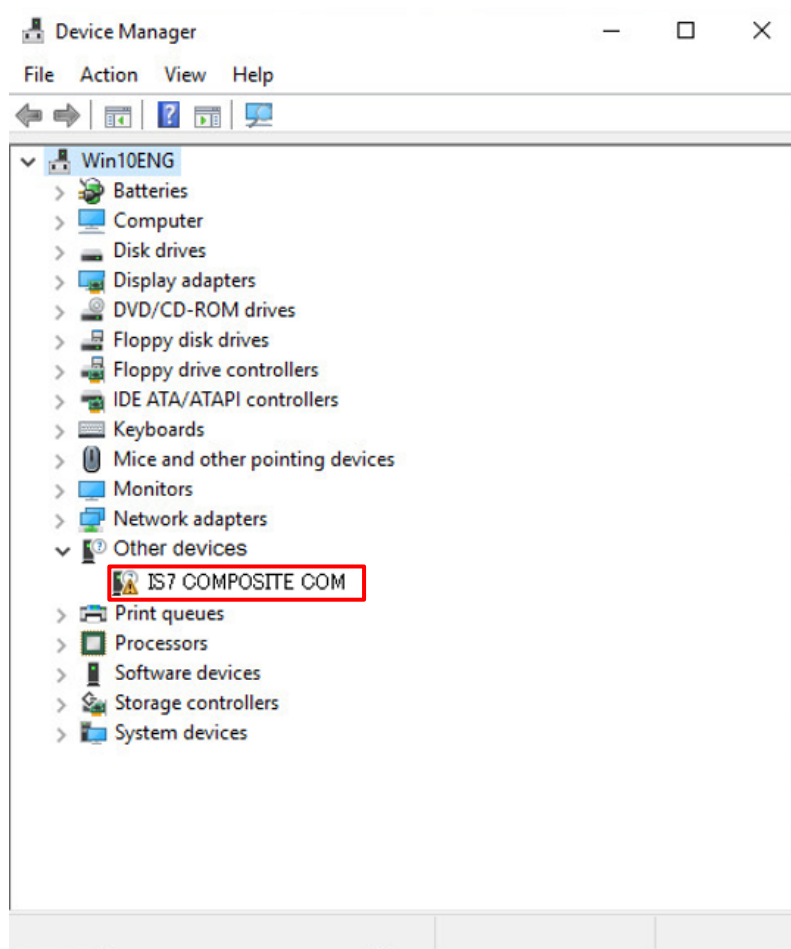 Device Manager
File Action View Help
Win10ENG
Batteries
Computer
Disk drives
Display adapters
DVD/CD-ROM drives
Floppy disk drives
Floppy drive controllers
IDE ATA/ATAPI controllers
Keyboards
Mice and other pointing devices
Monitors
Network adapters
Other devices
IS7 COMPOSITE COM
Print queues
Processors
Software devices
Storage controllers
System devices